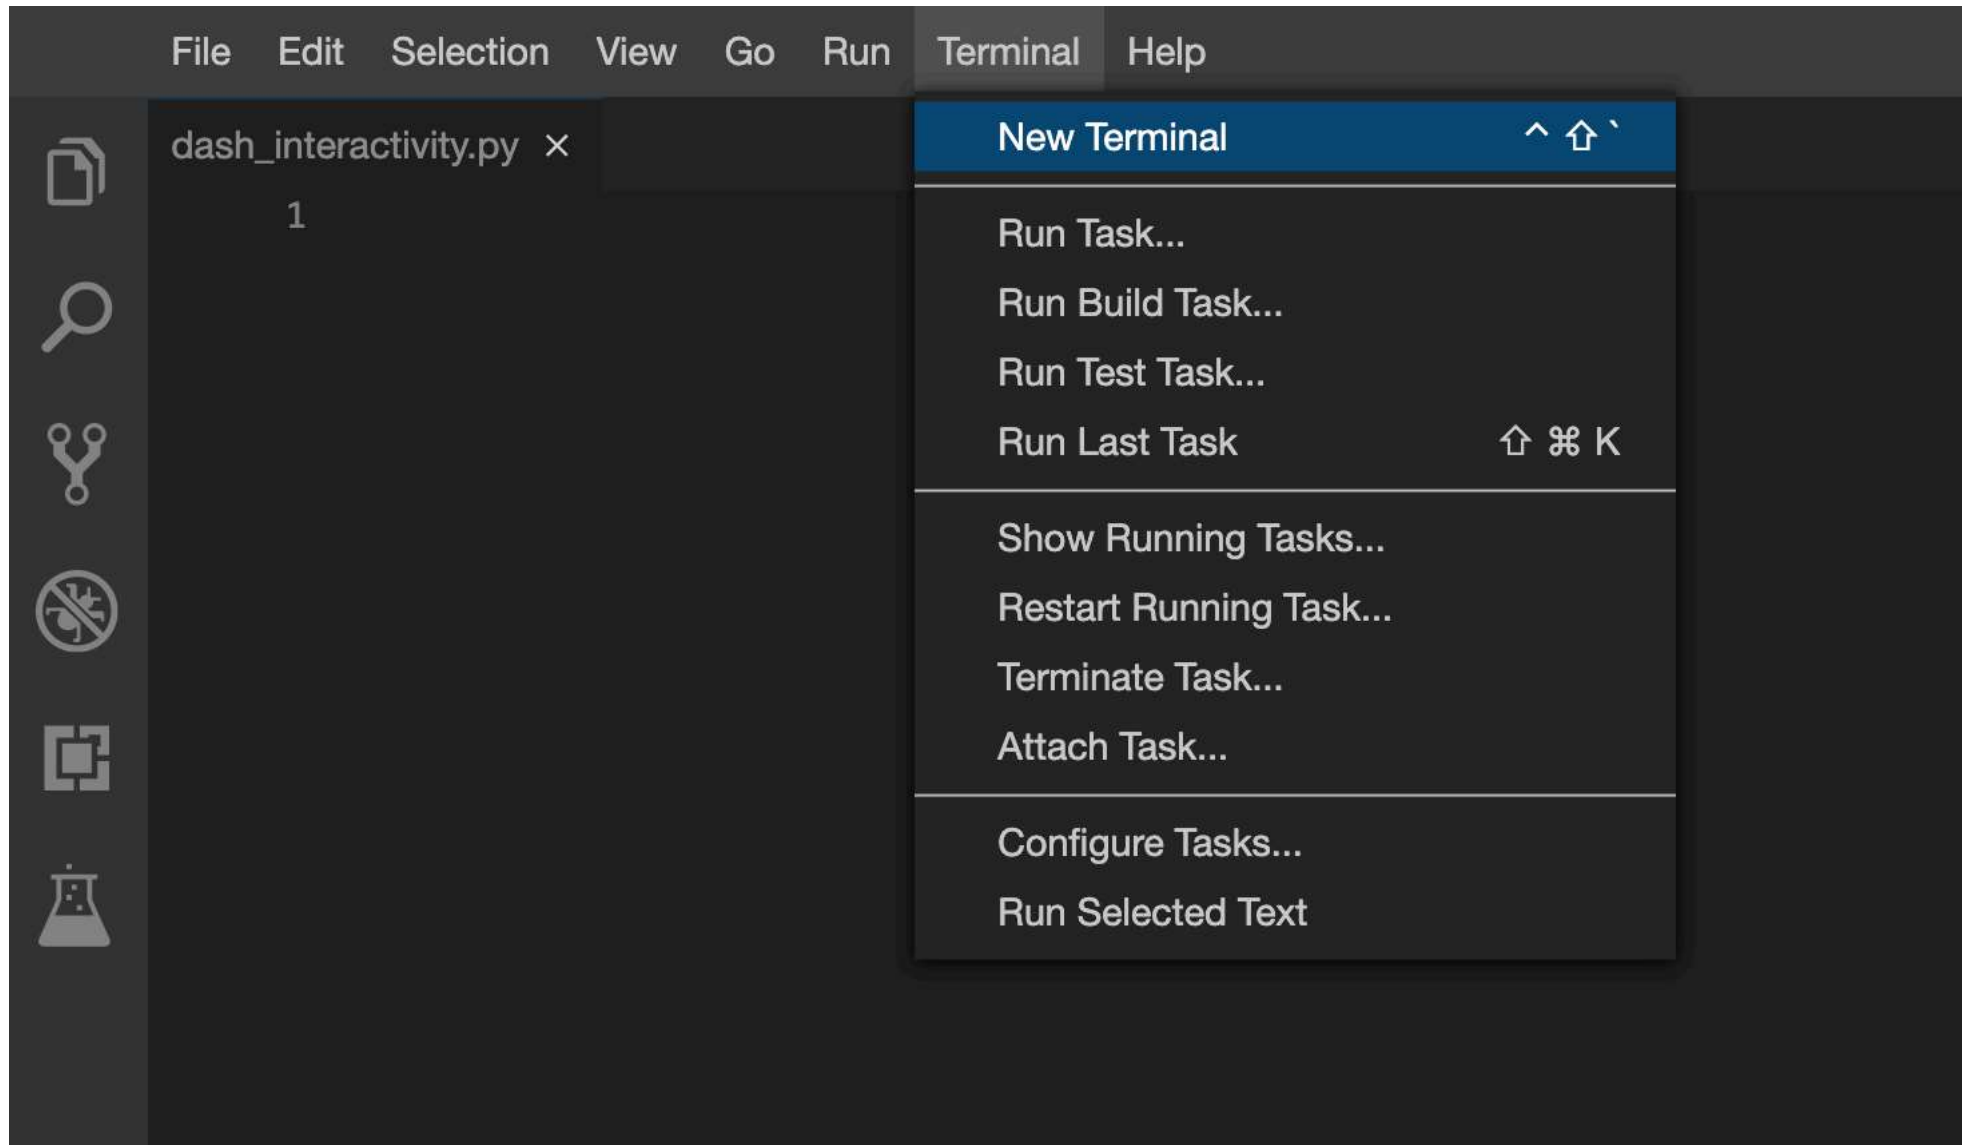 File Edit Selection View Go Run Terminal Help
dash_interactivity.py ×
1
New Terminal ^ ⇧ `
Run Task...
Run Build Task...
Run Test Task...
Run Last Task ⇧ ⌘ K
Show Running Tasks...
Restart Running Task...
Terminate Task...
Attach Task...
Configure Tasks...
Run Selected Text